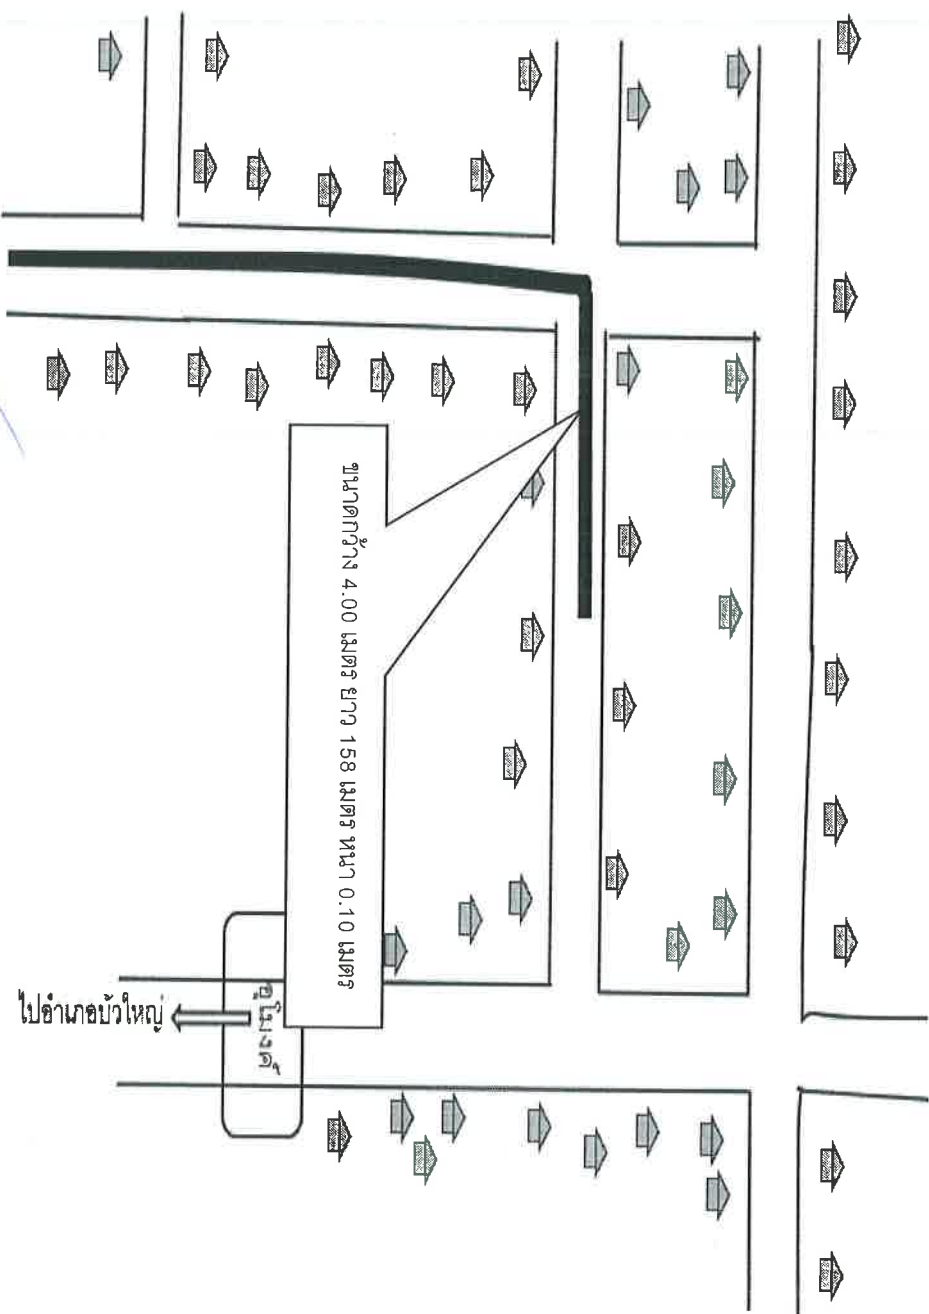 ขนาดกว้าง 4.00 เมตร ยาว 158 เมตร หนา 0.10 เมตร
ไปอำเภอบัวใหญ่